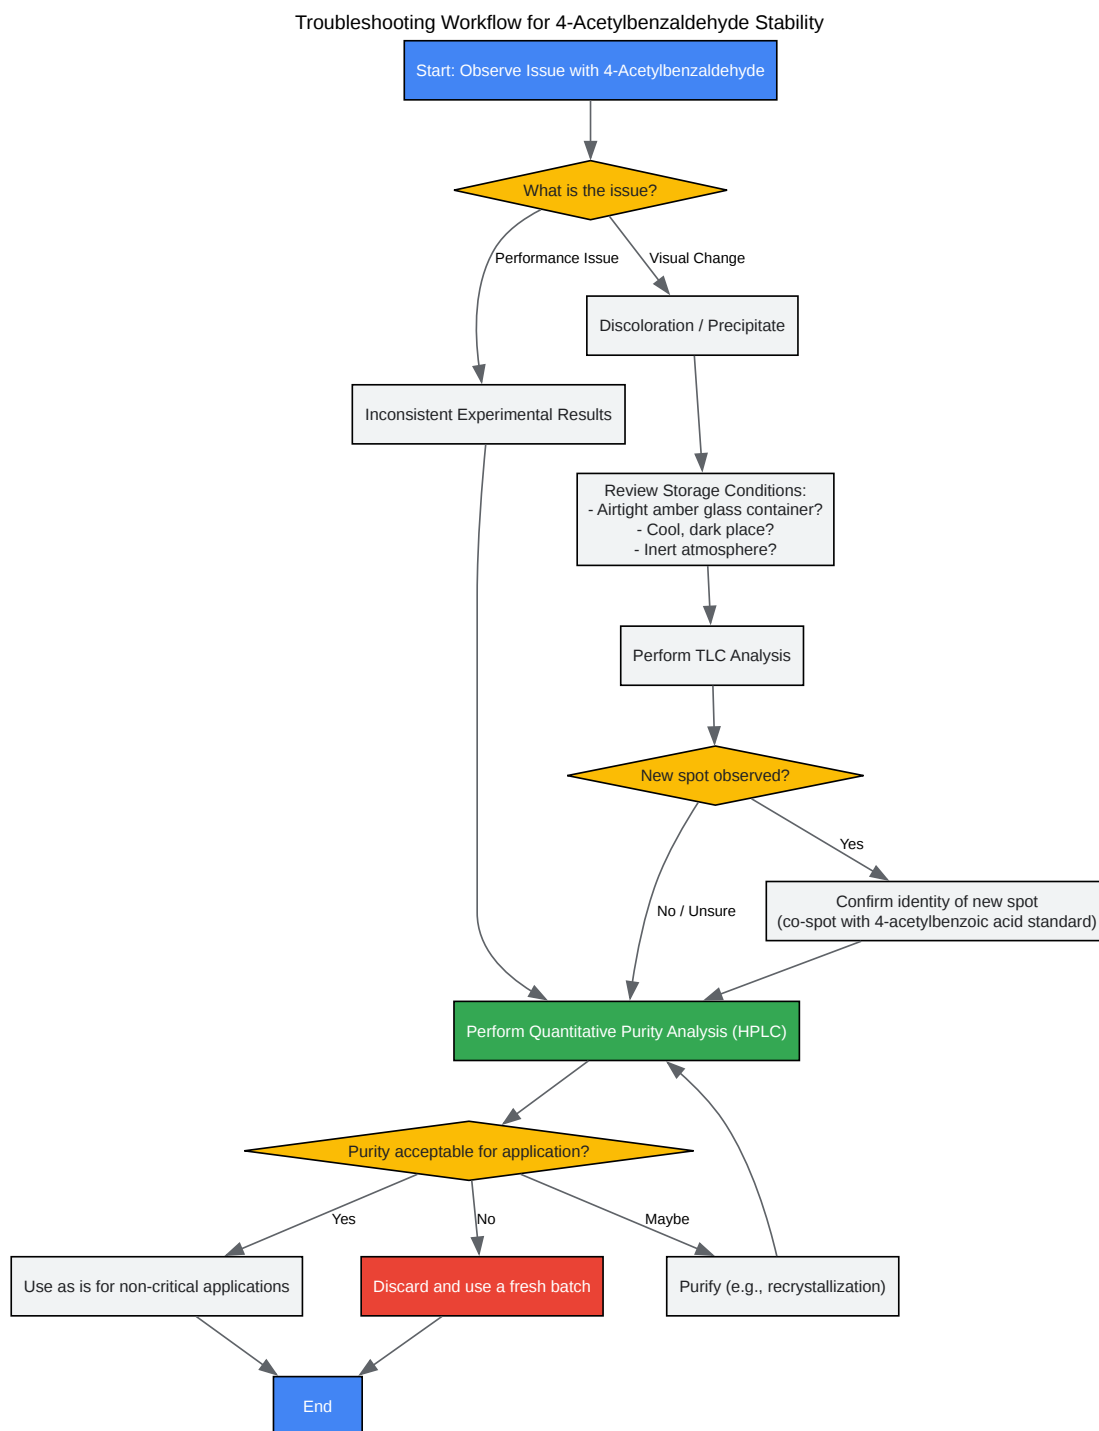 Troubleshooting Workflow for 4-Acetylbenzaldehyde Stability
Start: Observe Issue with 4-Acetylbenzaldehyde
What is the issue?
Performance Issue
Visual Change
Discoloration / Precipitate
Inconsistent Experimental Results
Review Storage Conditions:
- Airtight amber glass container?
- Cool, dark place?
- Inert atmosphere?
Perform TLC Analysis
New spot observed?
Yes
No / Unsure
Confirm identity of new spot
(co-spot with 4-acetylbenzoic acid standard)
Perform Quantitative Purity Analysis (HPLC)
Purity acceptable for application?
Yes
No
Maybe
Use as is for non-critical applications
Discard and use a fresh batch
Purify (e.g., recrystallization)
End